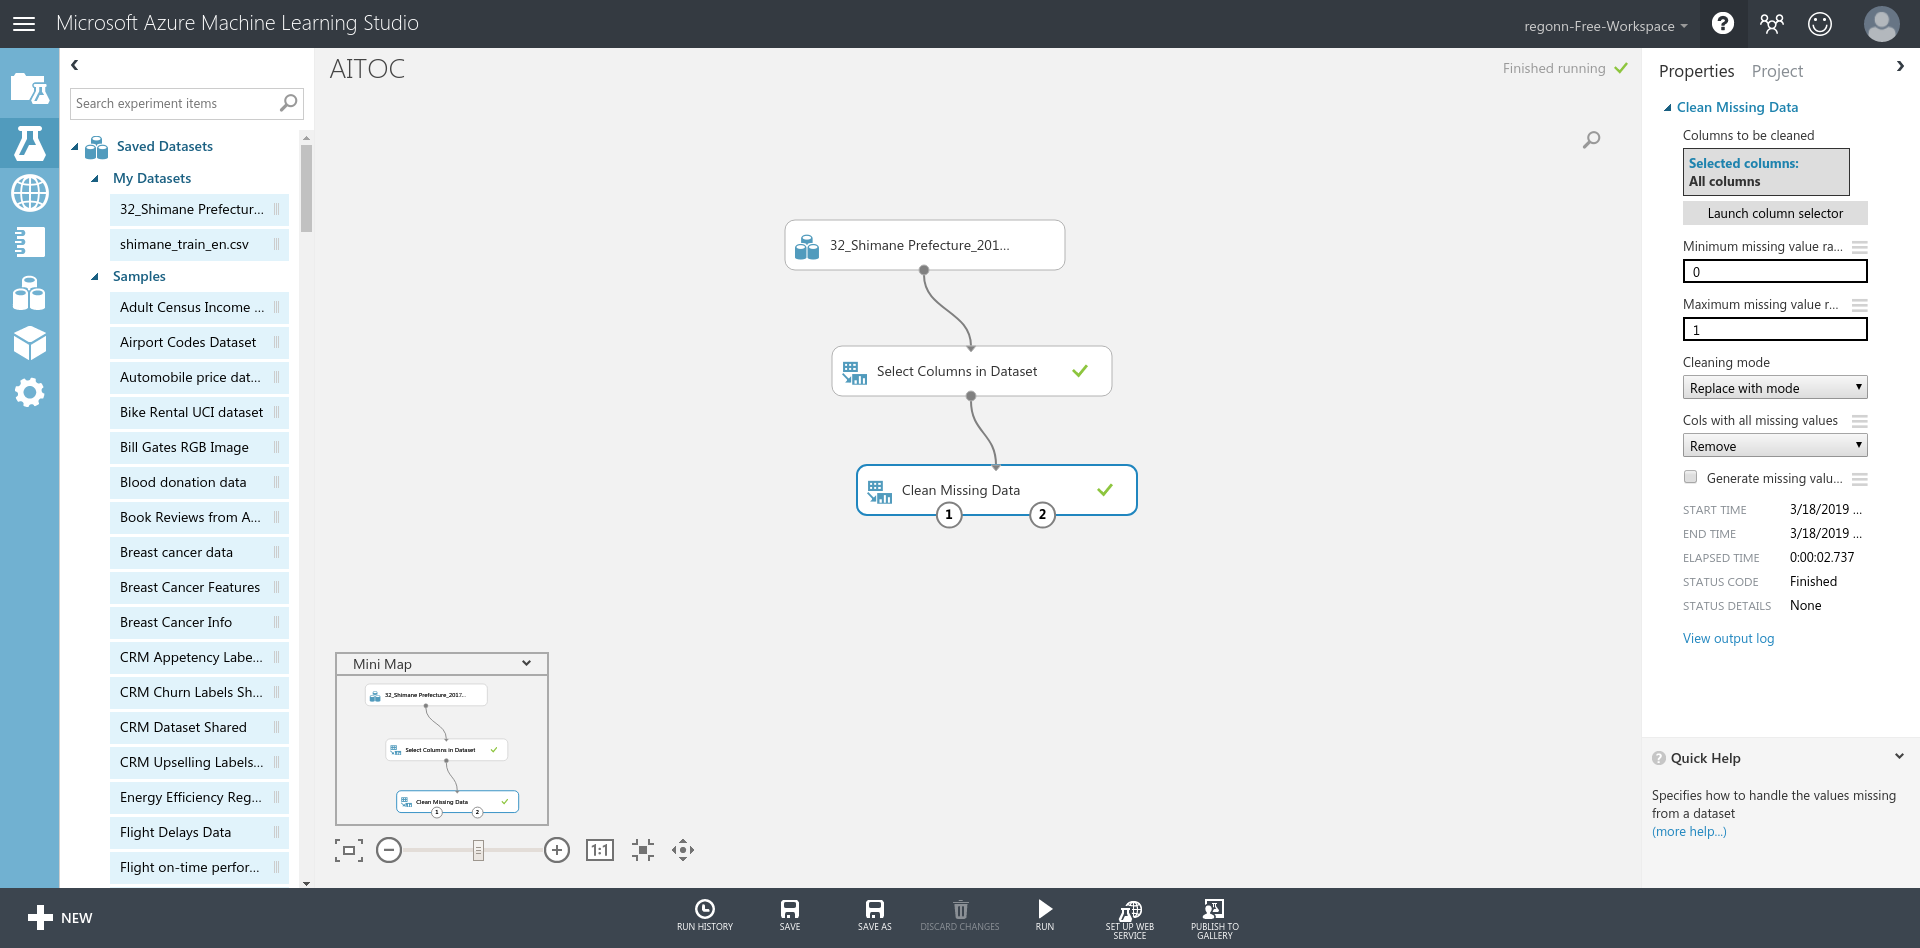 Microsoft Azure Machine Learning Studio
regonn-Free-Workspace
?
Search experiment items
Saved Datasets
My Datasets
32_Shimane Prefectur...
shimane_train_en.csv
Samples
Adult Census Income ...
Airport Codes Dataset
Automobile price dat...
Bike Rental UCI dataset
Bill Gates RGB Image
Blood donation data
Book Reviews from A...
Breast cancer data
Breast Cancer Features
Breast Cancer Info
CRM Appetency Labe...
CRM Churn Labels Sh...
CRM Dataset Shared
CRM Upselling Labels...
Energy Efficiency Reg...
Flight Delays Data
Flight on-time perfor...
AITOC
Finished running
32_Shimane Prefecture_201...
Select Columns in Dataset
Clean Missing Data
1 2
Mini Map
32_Shimane Prefecture_2017...
Select Columns in Dataset
Clean Missing Data
1 2
1:1
Properties Project
Clean Missing Data
Columns to be cleaned
Selected columns:
All columns
Launch column selector
Minimum missing value ra...
0
Maximum missing value r...
1
Cleaning mode
Replace with mode
Cols with all missing values
Remove
Generate missing valu...
START TIME 3/18/2019 ...
END TIME 3/18/2019 ...
ELAPSED TIME 0:00:02.737
STATUS CODE Finished
STATUS DETAILS None
View output log
? Quick Help
Specifies how to handle the values missing
from a dataset
(more help...)
NEW
RUN HISTORY
SAVE
SAVE AS
DISCARD CHANGES
RUN
SET UP WEB
SERVICE
PUBLISH TO
GALLERY